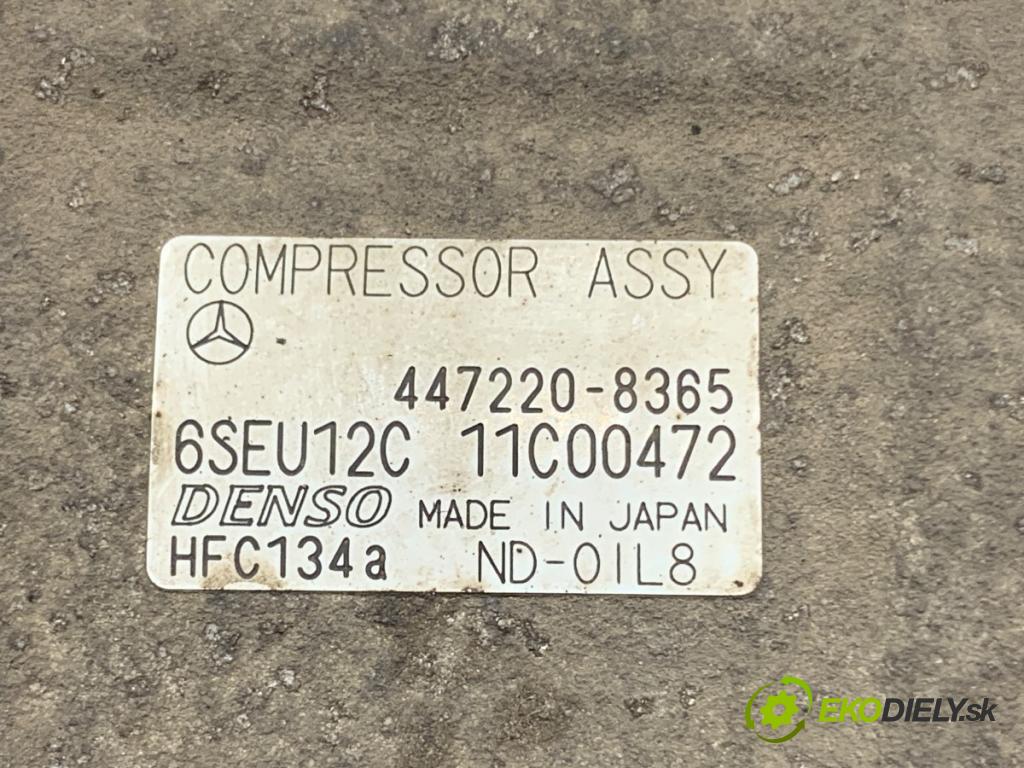 COMPRESSOR ASSY
447220-8365
6SEU12C 11C00472
DENSO MADE IN JAPAN
HFC134a ND-OIL8
EKODIELY.sk